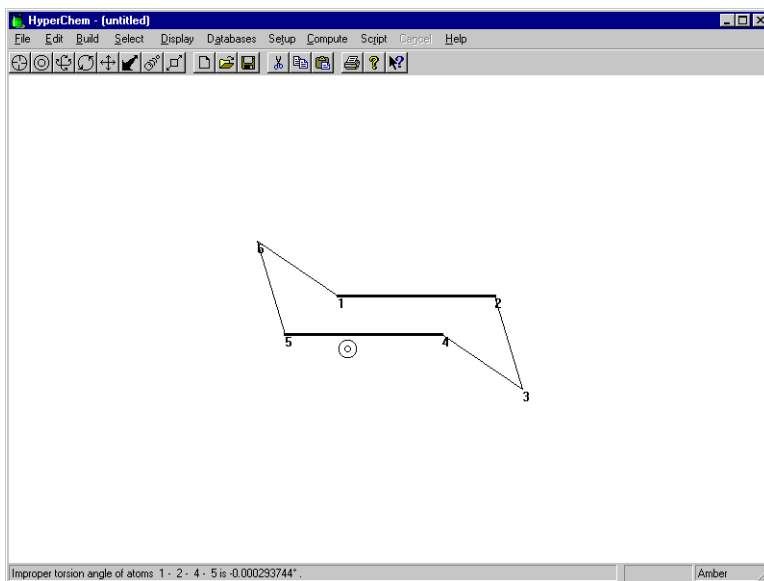 HyperChem - (untitled)
File Edit Build Select Display Databases Setup Compute Script Cancel Help
6
1 2
5 4
3
Improper torsion angle of atoms 1 - 2 - 4 - 5 is -0.000293744° .
Amber